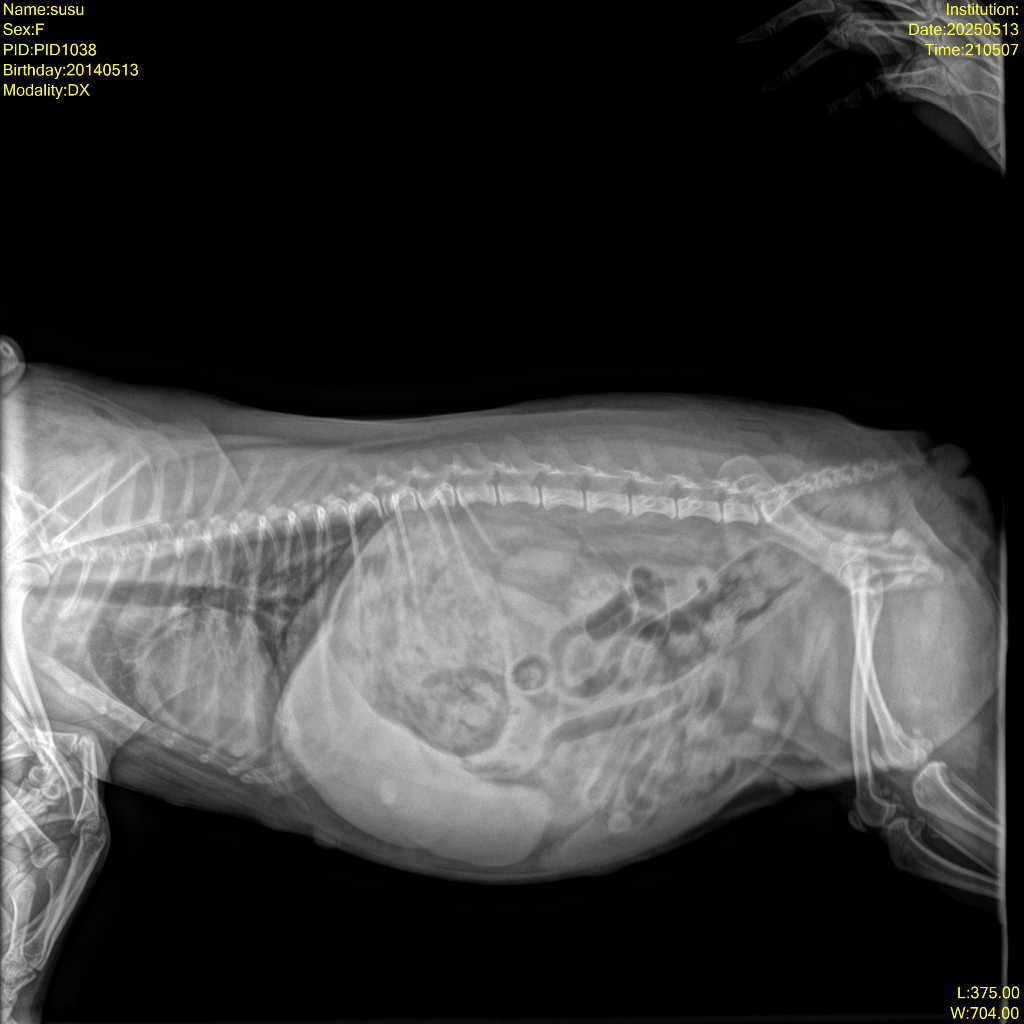 Name:susu
Sex:F
PID:PID1038
Birthday:20140513
Modality:DX
Institution:
Date:20250513
Time:210507
L:375.00
W:704.00